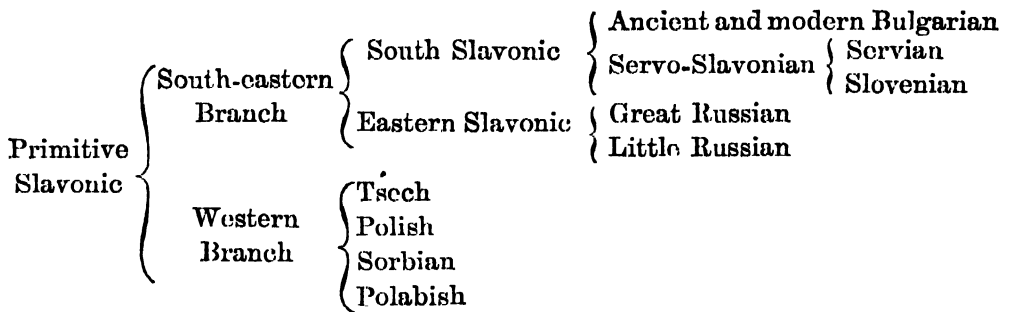 Primitive
Slavonic
South-eastern
Branch
South Slavonic
Ancient and modern Bulgarian
Servo-Slavonian
Servian
Slovenian
Eastern Slavonic
Great Russian
Little Russian
Western
Branch
Tsech
Polish
Sorbian
Polabish